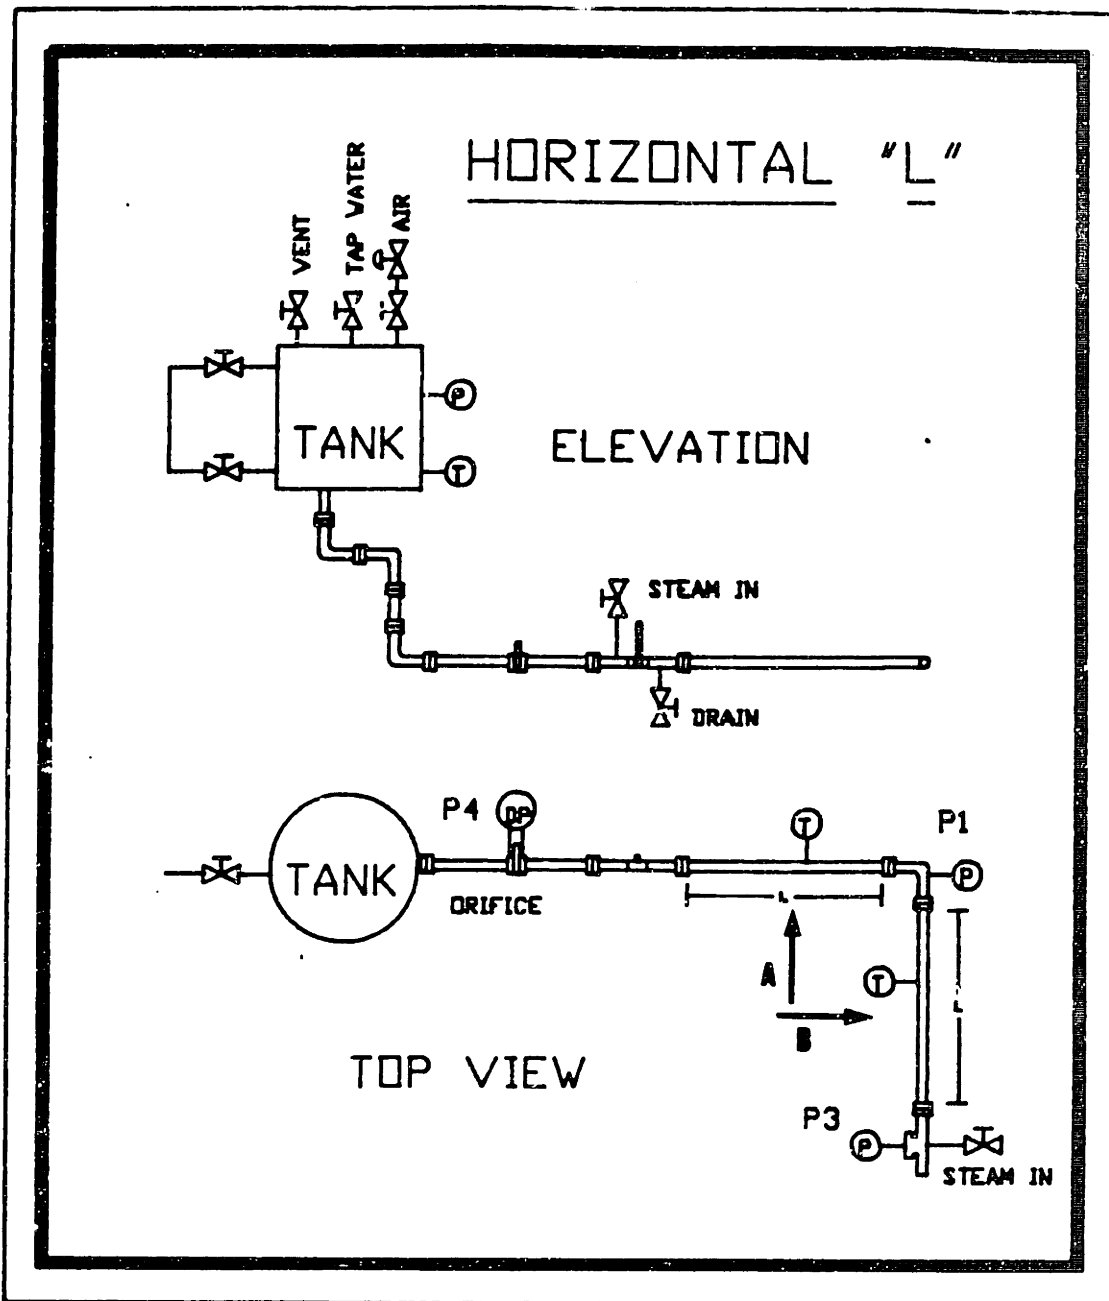 HORIZONTAL "L"
VENT
TAP WATER
AIR
TANK
P
T
ELEVATION
STEAM IN
DRAIN
P4
DP
T
P1
TANK
ORIFICE
P
L
A
T
L
B
TOP VIEW
P3
P
STEAM IN